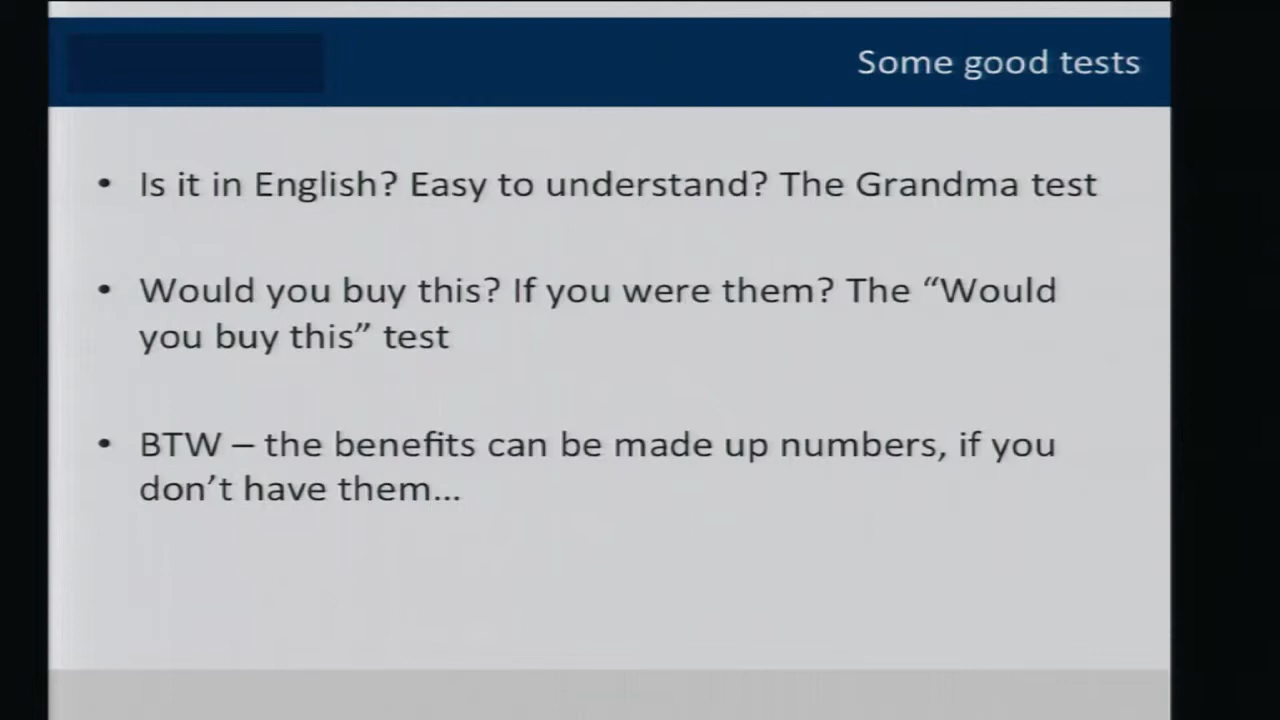 Some good tests
• Is it in English? Easy to understand? The Grandma test
• Would you buy this? If you were them? The “Would
you buy this” test
• BTW – the benefits can be made up numbers, if you
don’t have them…